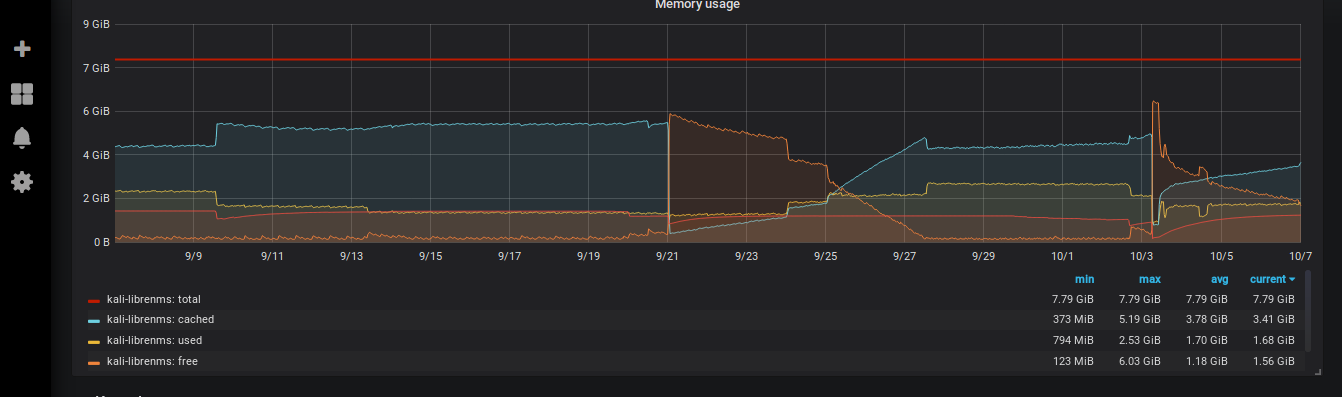 Memory usage
9 GiB
7 GiB
6 GiB
4 GiB
2 GiB
0 B
9/9 9/11 9/13 9/15 9/17 9/19 9/21 9/23 9/25 9/27 9/29 10/1 10/3 10/5 10/7
min max avg current
kali-librenms: total 7.79 GiB 7.79 GiB 7.79 GiB 7.79 GiB
kali-librenms: cached 373 MiB 5.19 GiB 3.78 GiB 3.41 GiB
kali-librenms: used 794 MiB 2.53 GiB 1.70 GiB 1.68 GiB
kali-librenms: free 123 MiB 6.03 GiB 1.18 GiB 1.56 GiB